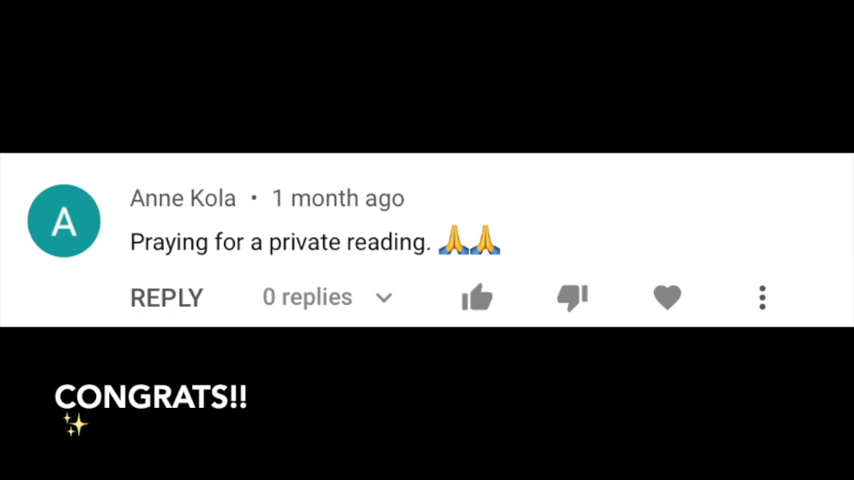 A
Anne Kola • 1 month ago
Praying for a private reading. 🙏🙏
REPLY 0 replies
CONGRATS!!
✨